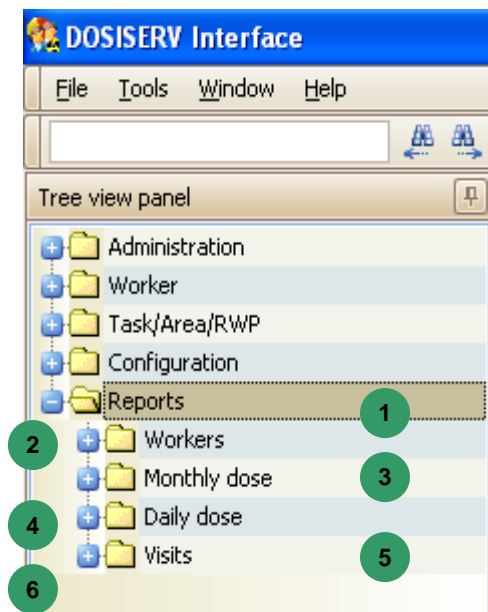 DOSISERV Interface
File Tools Window Help
Tree view panel
Administration
Worker
Task/Area/RWP
Configuration
Reports 1
2 Workers
Monthly dose 3
4 Daily dose
Visits 5
6